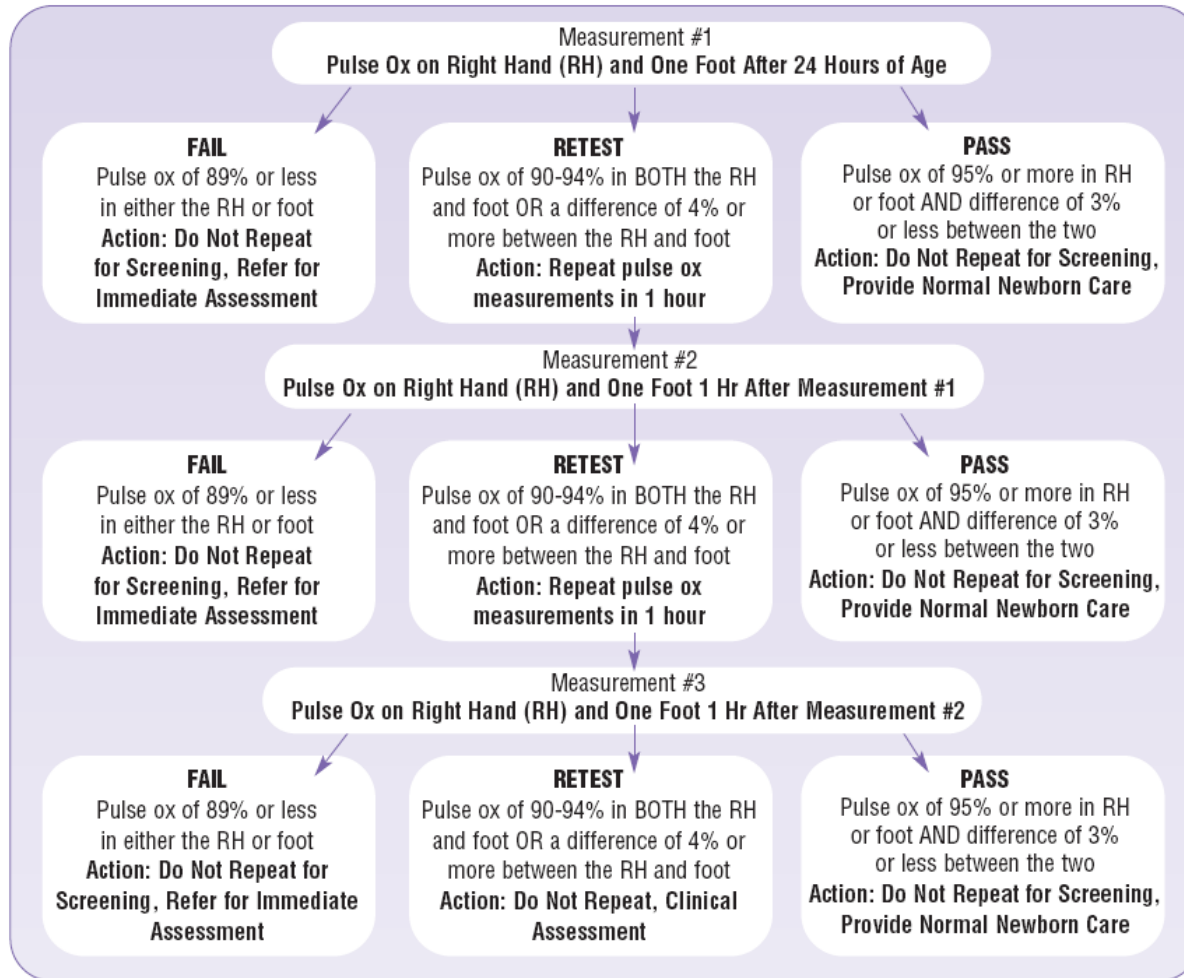 Measurement #1
Pulse Ox on Right Hand (RH) and One Foot After 24 Hours of Age
FAIL
Pulse ox of 89% or less
in either the RH or foot
Action: Do Not Repeat
for Screening, Refer for
Immediate Assessment
RETEST
Pulse ox of 90-94% in BOTH the RH
and foot OR a difference of 4% or
more between the RH and foot
Action: Repeat pulse ox
measurements in 1 hour
PASS
Pulse ox of 95% or more in RH
or foot AND difference of 3%
or less between the two
Action: Do Not Repeat for Screening,
Provide Normal Newborn Care
Measurement #2
Pulse Ox on Right Hand (RH) and One Foot 1 Hr After Measurement #1
FAIL
Pulse ox of 89% or less
in either the RH or foot
Action: Do Not Repeat
for Screening, Refer for
Immediate Assessment
RETEST
Pulse ox of 90-94% in BOTH the RH
and foot OR a difference of 4% or
more between the RH and foot
Action: Repeat pulse ox
measurements in 1 hour
PASS
Pulse ox of 95% or more in RH
or foot AND difference of 3%
or less between the two
Action: Do Not Repeat for Screening,
Provide Normal Newborn Care
Measurement #3
Pulse Ox on Right Hand (RH) and One Foot 1 Hr After Measurement #2
FAIL
Pulse ox of 89% or less
in either the RH or foot
Action: Do Not Repeat for
Screening, Refer for Immediate
Assessment
RETEST
Pulse ox of 90-94% in BOTH the RH
and foot OR a difference of 4% or
more between the RH and foot
Action: Do Not Repeat, Clinical
Assessment
PASS
Pulse ox of 95% or more in RH
or foot AND difference of 3%
or less between the two
Action: Do Not Repeat for Screening,
Provide Normal Newborn Care